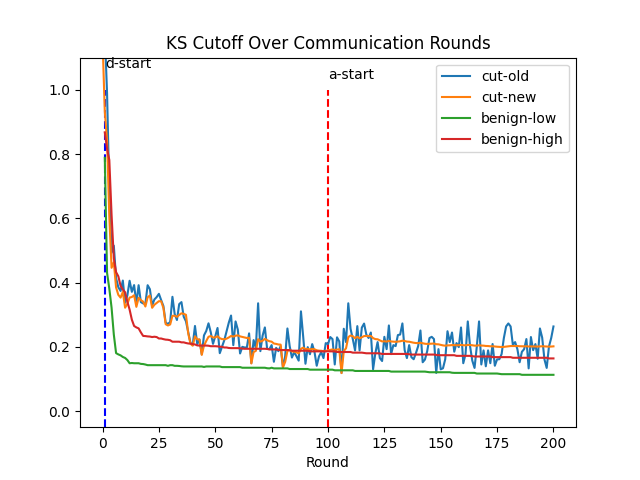 KS Cutoff Over Communication Rounds
d-start
a-start
cut-old
cut-new
benign-low
benign-high
1.0
0.8
0.6
0.4
0.2
0.0
0 25 50 75 100 125 150 175 200
Round